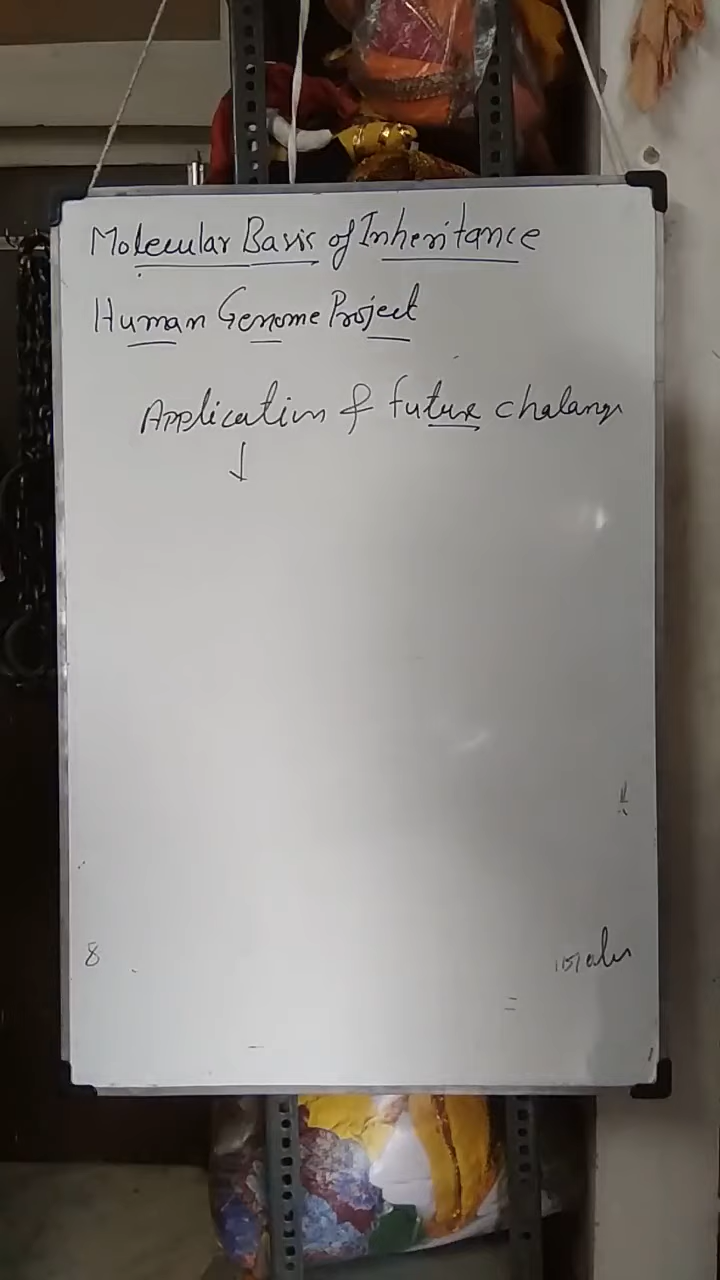 Molecular Basis of Inheritance
Human Genome Project
Application & future chalange
8